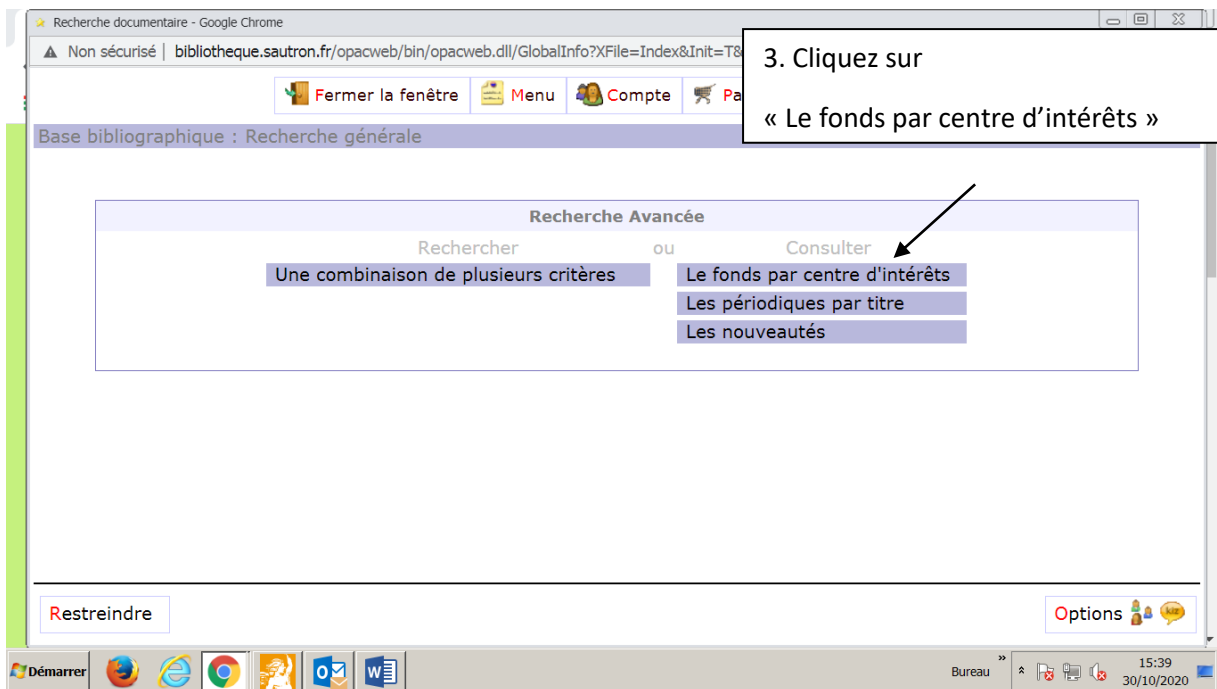 Recherche documentaire - Google Chrome
Non sécurisé | bibliotheque.sautron.fr/opacweb/bin/opacweb.dll/GlobalInfo?XFile=Index&Init=T&
3. Cliquez sur
« Le fonds par centre d'intérêts »
Fermer la fenêtre Menu Compte Pa
Base bibliographique : Recherche générale
Recherche Avancée
Rechercher ou Consulter
Une combinaison de plusieurs critères Le fonds par centre d'intérêts
Les périodiques par titre
Les nouveautés
Restreindre Options kiz
Démarrer Bureau » 15:39
30/10/2020